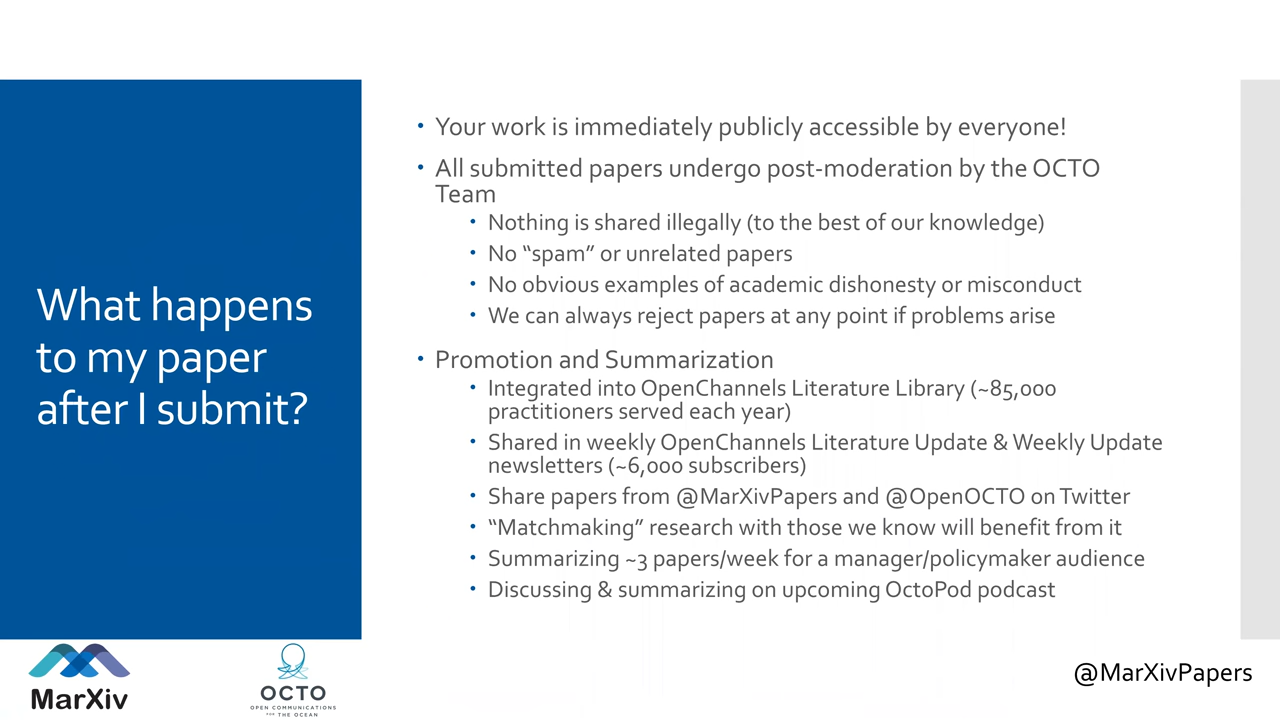 What happens
to my paper
after I submit?
• Your work is immediately publicly accessible by everyone!
• All submitted papers undergo post-moderation by the OCTO
Team
• Nothing is shared illegally (to the best of our knowledge)
• No “spam” or unrelated papers
• No obvious examples of academic dishonesty or misconduct
• We can always reject papers at any point if problems arise
• Promotion and Summarization
• Integrated into OpenChannels Literature Library (~85,000
practitioners served each year)
• Shared in weekly OpenChannels Literature Update & Weekly Update
newsletters (~6,000 subscribers)
• Share papers from @MarXivPapers and @OpenOCTO on Twitter
• “Matchmaking” research with those we know will benefit from it
• Summarizing ~3 papers/week for a manager/policymaker audience
• Discussing & summarizing on upcoming OctoPod podcast
MarXiv
OCTO
OPEN COMMUNICATIONS
FOR THE OCEAN
@MarXivPapers